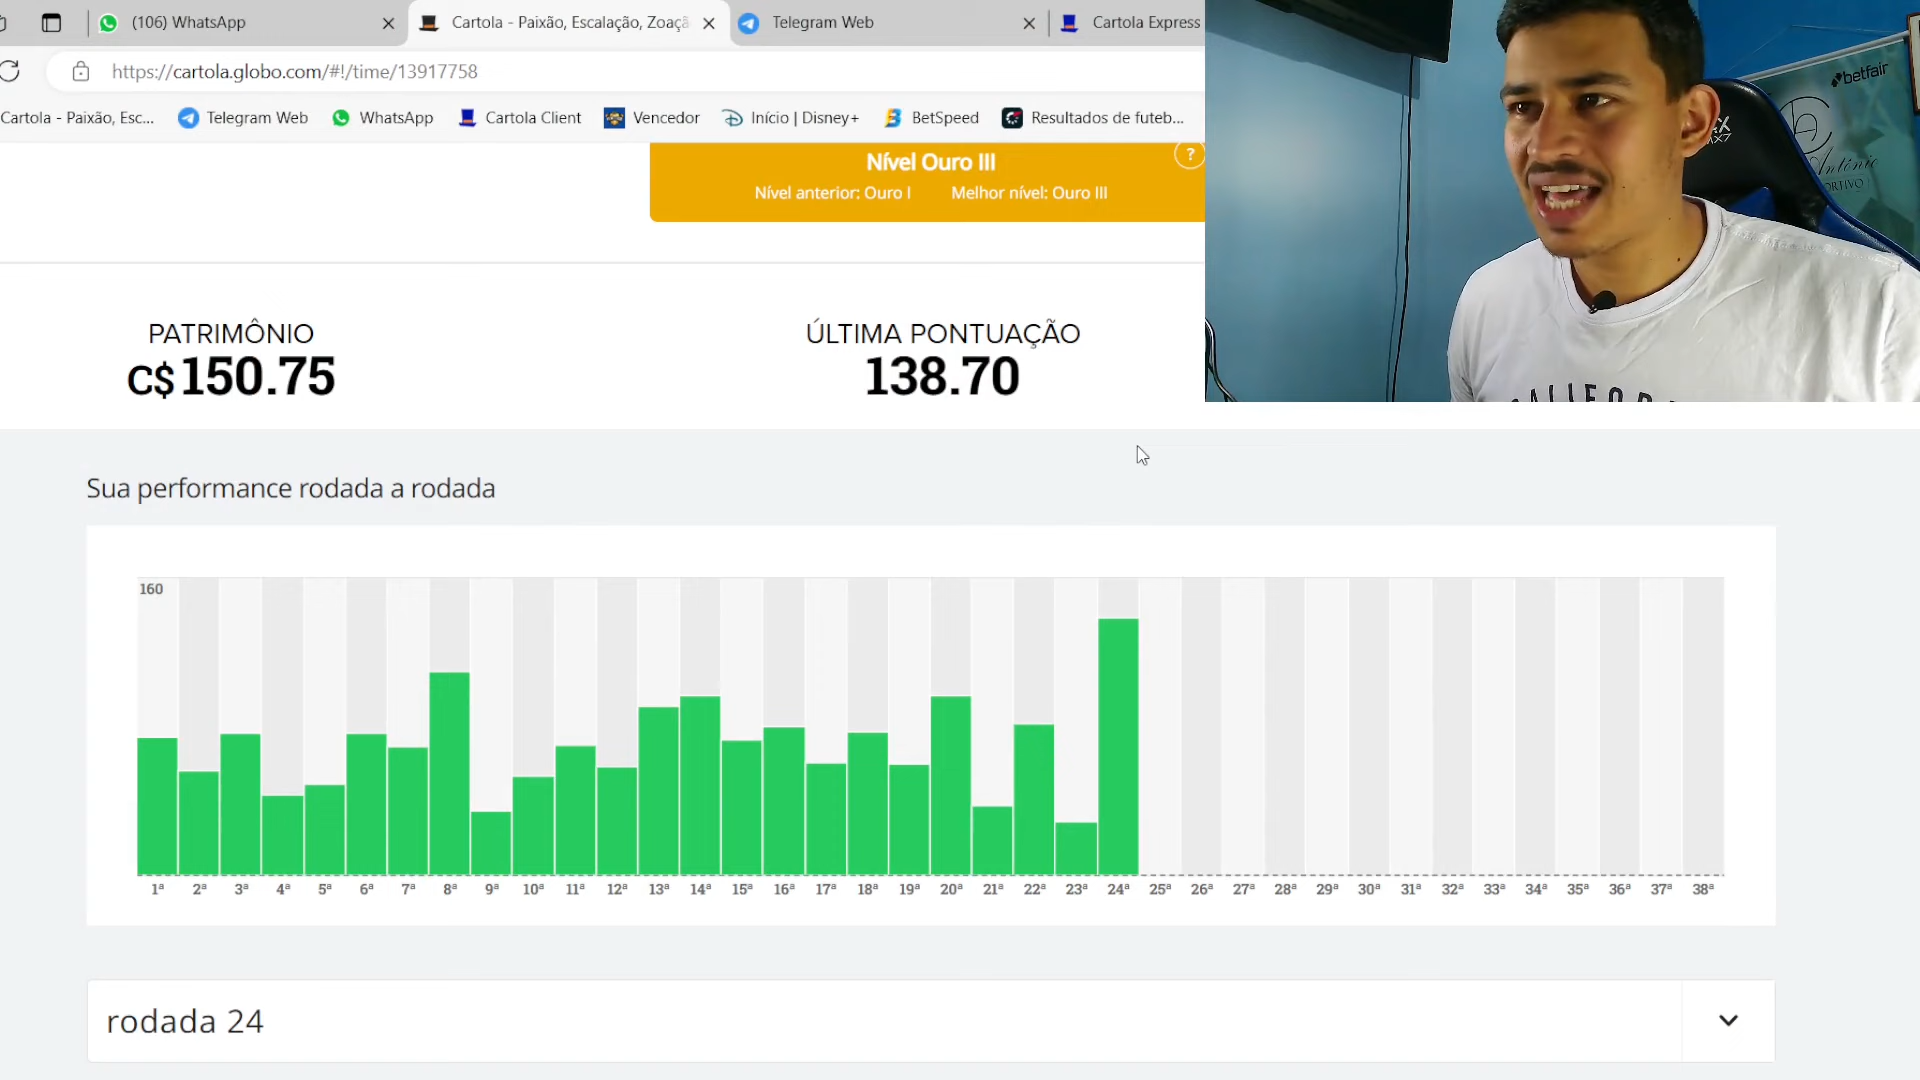 (106) WhatsApp
Cartola - Paixão, Escalação, Zoaçã
Telegram Web
Cartola Express
https://cartola.globo.com/#!/time/13917758
Cartola - Paixão, Esc...
Telegram Web
WhatsApp
Cartola Client
Vencedor
Início | Disney+
BetSpeed
Resultados de futeb...
Nível Ouro III
?
Nível anterior: Ouro I
Melhor nível: Ouro III
betfair
PATRIMÔNIO
C$ 150.75
ÚLTIMA PONTUAÇÃO
138.70
Sua performance rodada a rodada
160
1ª 2ª 3ª 4ª 5ª 6ª 7ª 8ª 9ª 10ª 11ª 12ª 13ª 14ª 15ª 16ª 17ª 18ª 19ª 20ª 21ª 22ª 23ª 24ª 25ª 26ª 27ª 28ª 29ª 30ª 31ª 32ª 33ª 34ª 35ª 36ª 37ª 38ª
rodada 24